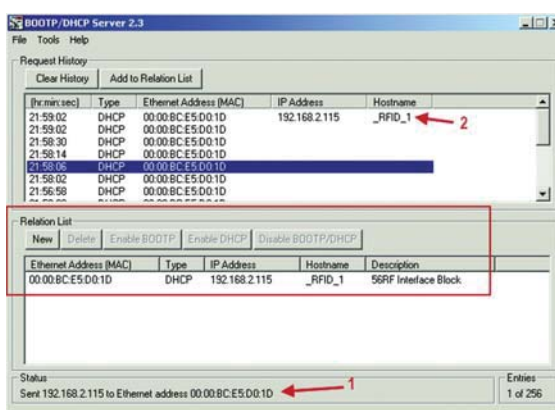 BOOTP/DHCP Server 2.3
File Tools Help
Request History
Clear History Add to Relation List
(hr:min:sec) Type Ethernet Address (MAC) IP Address Hostname
21:59:02 DHCP 00:00:BC:E5:D0:1D 192.168.2.115 _RFID_1
2
21:59:02 DHCP 00:00:BC:E5:D0:1D
21:58:30 DHCP 00:00:BC:E5:D0:1D
21:58:14 DHCP 00:00:BC:E5:D0:1D
21:58:06 DHCP 00:00:BC:E5:D0:1D
21:58:02 DHCP 00:00:BC:E5:D0:1D
21:56:58 DHCP 00:00:BC:E5:D0:1D
Relation List
New Delete Enable BOOTP Enable DHCP Disable BOOTP/DHCP
Ethernet Address (MAC) Type IP Address Hostname Description
00:00:BC:E5:D0:1D DHCP 192.168.2.115 _RFID_1 56RF Interface Block
Status
Sent 192.168.2.115 to Ethernet address 00:00:BC:E5:D0:1D
1
Entries
1 of 256